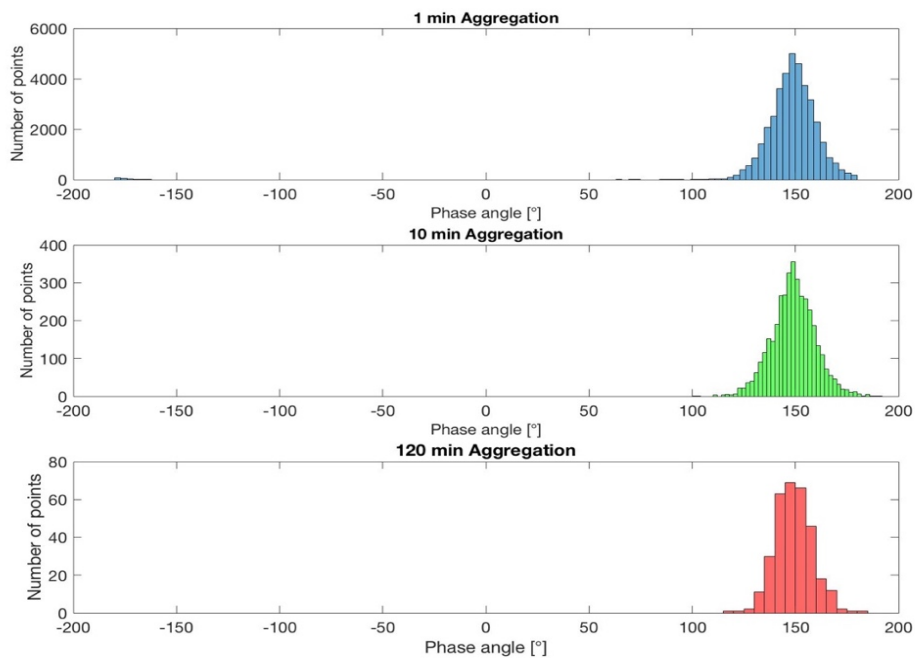 1 min Aggregation
6000
4000
2000
0
Number of points
-200 -150 -100 -50 0 50 100 150 200
Phase angle [°]
10 min Aggregation
400
300
200
100
0
Number of points
-200 -150 -100 -50 0 50 100 150 200
Phase angle [°]
120 min Aggregation
80
60
40
20
0
Number of points
-200 -150 -100 -50 0 50 100 150 200
Phase angle [°]